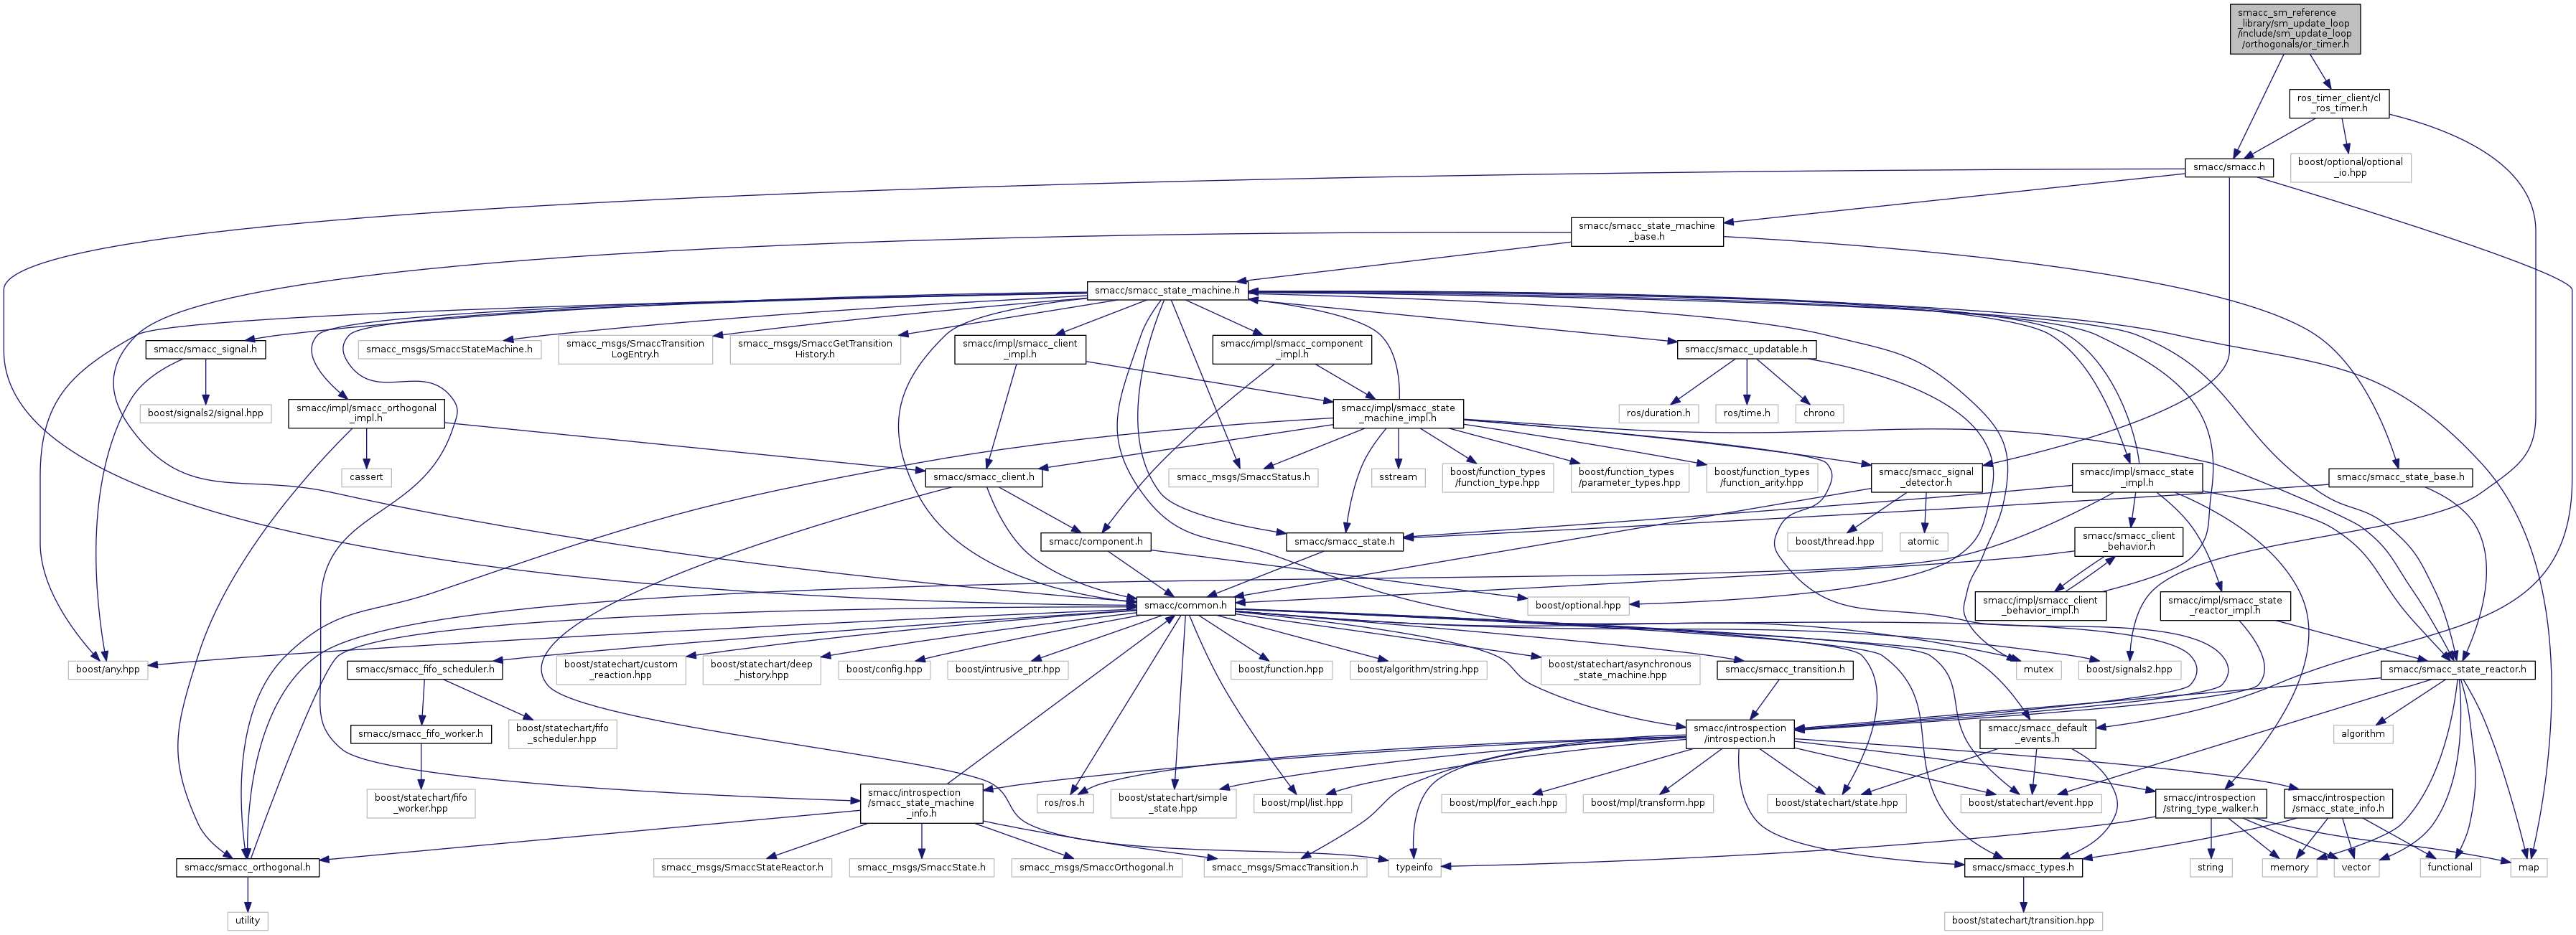 smacc_sm_reference
_library/sm_update_loop
/include/sm_update_loop
/orthogonals/or_timer.h
ros_timer_client/cl
_ros_timer.h
smacc/smacc.h
boost/optional/optional
_io.hpp
smacc/smacc_state_machine
_base.h
smacc/smacc_state_machine.h
smacc/smacc_signal.h
smacc_msgs/SmaccStateMachine.h
smacc_msgs/SmaccTransition
LogEntry.h
smacc_msgs/SmaccGetTransition
History.h
smacc/impl/smacc_client
_impl.h
smacc/impl/smacc_component
_impl.h
smacc/smacc_updatable.h
boost/signals2/signal.hpp
smacc/impl/smacc_orthogonal
_impl.h
smacc/impl/smacc_state
_machine_impl.h
ros/duration.h
ros/time.h
chrono
cassert
smacc/smacc_client.h
smacc_msgs/SmaccStatus.h
sstream
boost/function_types
/function_type.hpp
boost/function_types
/parameter_types.hpp
boost/function_types
/function_arity.hpp
smacc/smacc_signal
_detector.h
smacc/impl/smacc_state
_impl.h
smacc/smacc_state_base.h
smacc/component.h
smacc/smacc_state.h
boost/thread.hpp
atomic
smacc/smacc_client
_behavior.h
smacc/common.h
boost/optional.hpp
smacc/impl/smacc_client
_behavior_impl.h
smacc/impl/smacc_state
_reactor_impl.h
boost/any.hpp
smacc/smacc_fifo_scheduler.h
boost/statechart/custom
_reaction.hpp
boost/statechart/deep
_history.hpp
boost/config.hpp
boost/intrusive_ptr.hpp
boost/function.hpp
boost/algorithm/string.hpp
boost/statechart/asynchronous
_state_machine.hpp
smacc/smacc_transition.h
mutex
boost/signals2.hpp
smacc/smacc_state_reactor.h
smacc/smacc_fifo_worker.h
boost/statechart/fifo
_scheduler.hpp
smacc/introspection
/introspection.h
smacc/smacc_default
_events.h
algorithm
boost/statechart/fifo
_worker.hpp
smacc/introspection
/smacc_state_machine
_info.h
ros/ros.h
boost/statechart/simple
_state.hpp
boost/mpl/list.hpp
boost/mpl/for_each.hpp
boost/mpl/transform.hpp
boost/statechart/state.hpp
boost/statechart/event.hpp
smacc/introspection
/string_type_walker.h
smacc/introspection
/smacc_state_info.h
smacc/smacc_orthogonal.h
smacc_msgs/SmaccStateReactor.h
smacc_msgs/SmaccState.h
smacc_msgs/SmaccOrthogonal.h
smacc_msgs/SmaccTransition.h
typeinfo
smacc/smacc_types.h
string
memory
vector
functional
map
utility
boost/statechart/transition.hpp